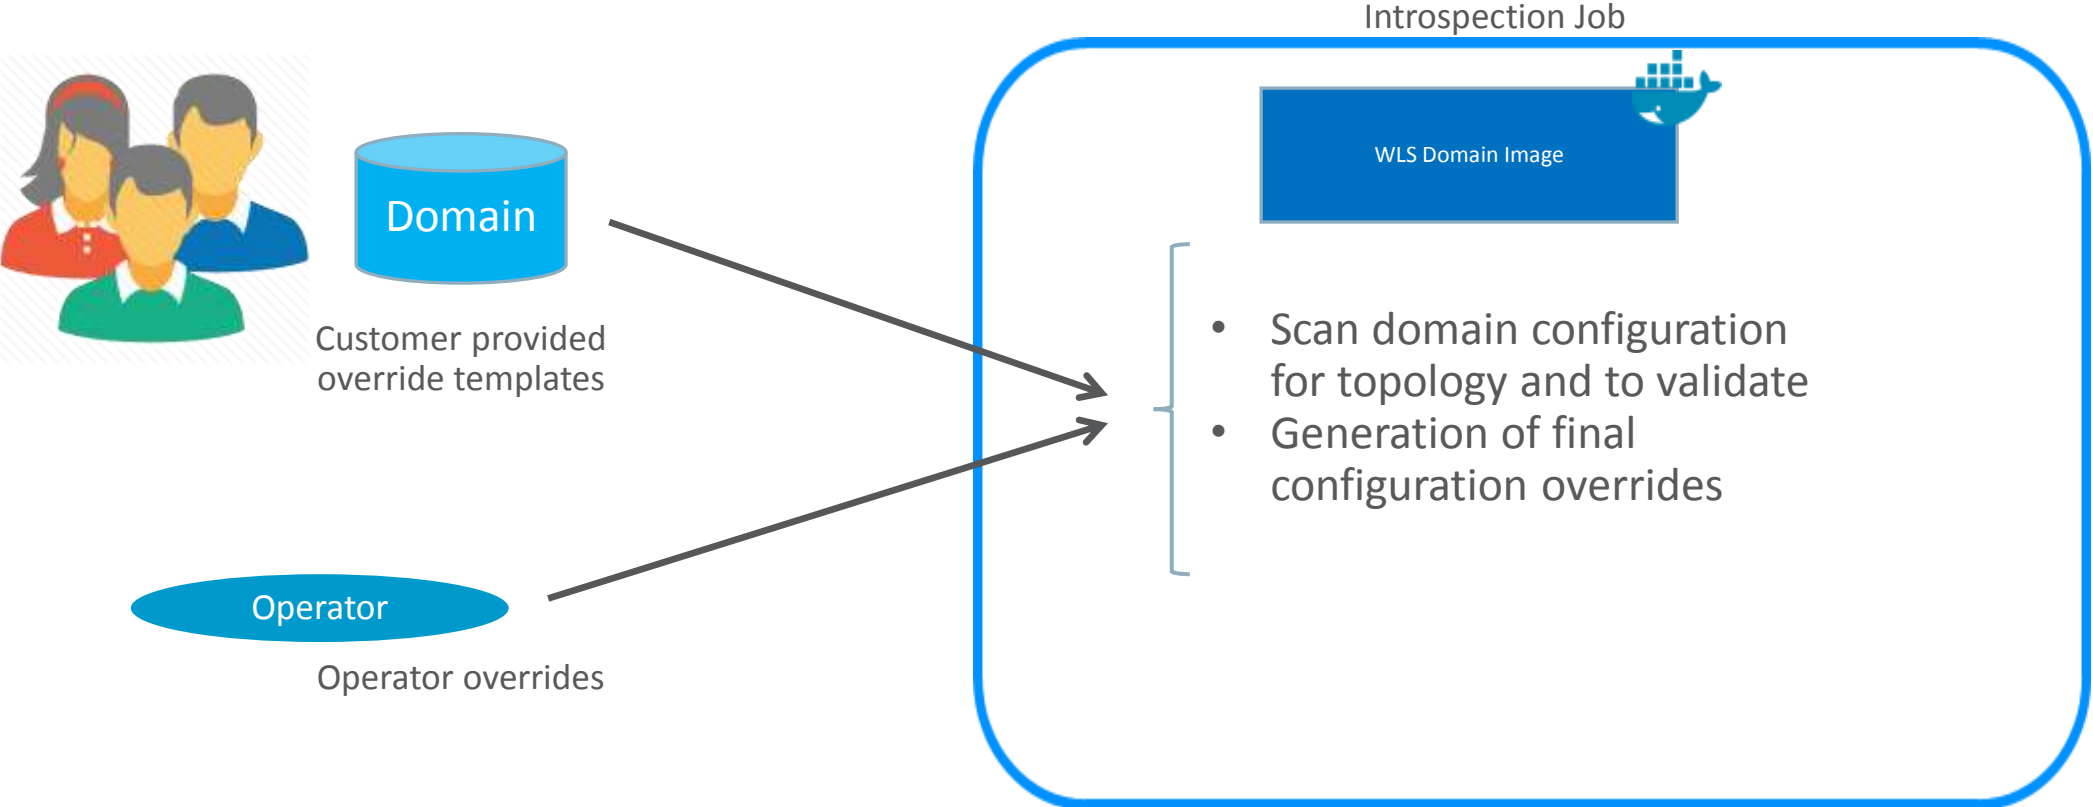 Introspection Job
WLS Domain Image
Domain
Customer provided
override templates
• Scan domain configuration
for topology and to validate
• Generation of final
configuration overrides
Operator
Operator overrides